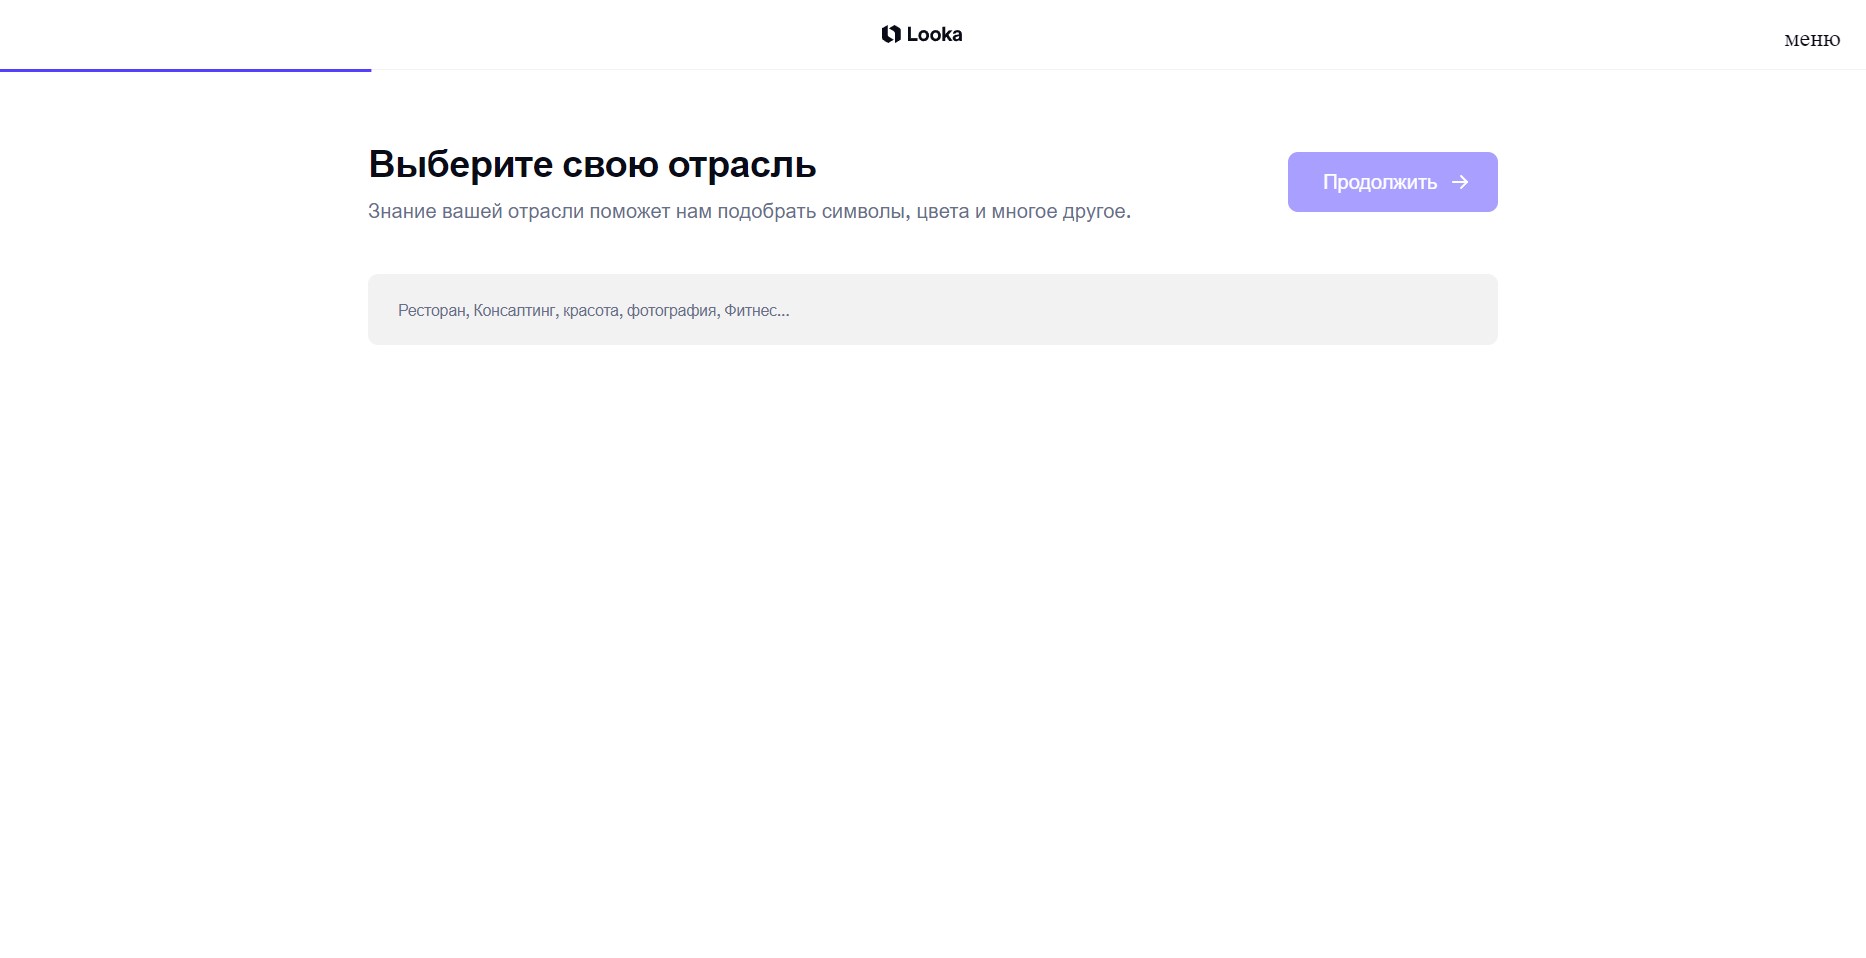 Looka
меню
Выберите свою отрасль
Знание вашей отрасли поможет нам подобрать символы, цвета и многое другое.
Продолжить
Ресторан, Консалтинг, красота, фотография, Фитнес...